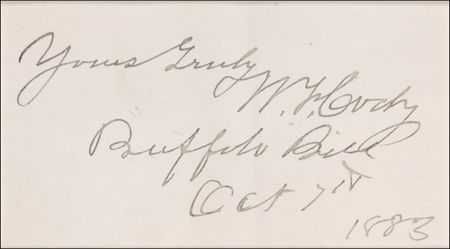 Yours Truly
W. F. Cody
Buffalo Bill
Oct 7th
1883